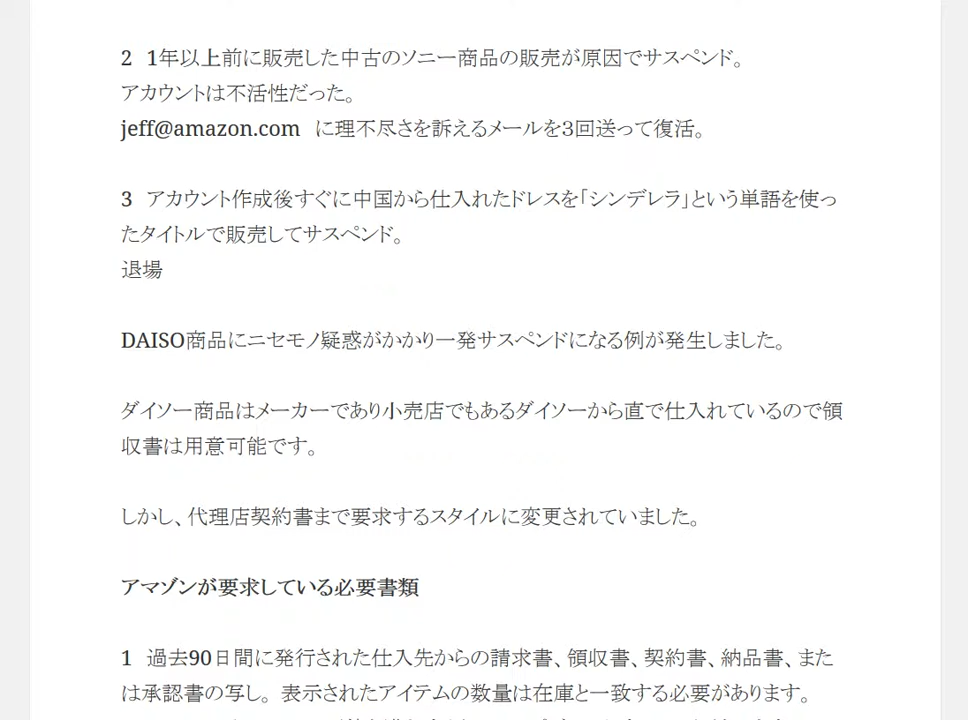 2 1年以上前に販売した中古のソニー商品の販売が原因でサスペンド。
アカウントは不活性だった。
jeff@amazon.com に理不尽さを訴えるメールを３回送って復活。
3 アカウント作成後すぐに中国から仕入れたドレスを「シンデレラ」という単語を使っ
たタイトルで販売してサスペンド。
退場
DAISO商品にニセモノ疑惑がかかり一発サスペンドになる例が発生しました。
ダイソー商品はメーカーであり小売店でもあるダイソーから直で仕入れているので領
収書は用意可能です。
しかし、代理店契約書まで要求するスタイルに変更されていました。
アマゾンが要求している必要書類
1 過去90日間に発行された仕入先からの請求書、領収書、契約書、納品書、また
は承認書の写し。表示されたアイテムの数量は在庫と一致する必要があります。